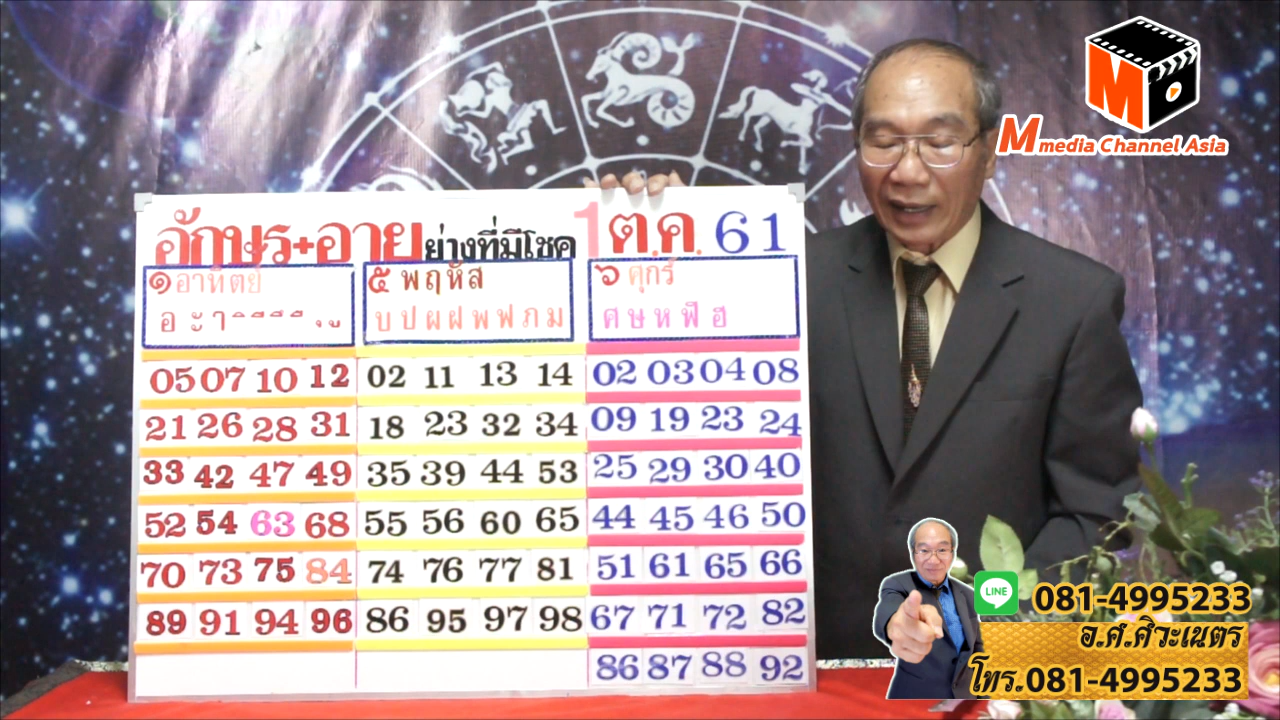 M
Mmedia Channel Asia
อักษร+อายุ ย่างที่มีโชค 1 ต.ค. 61
๑ อาทิตย์ ๕ พฤหัส ๖ ศุกร์
อ ะ า ั ิ ี ึ ื ุ ู บ ป ผ ฝ พ ฟ ภ ม ศ ษ ห ฬ ฮ
05 07 10 12 02 11 13 14 02 03 04 08
21 26 28 31 18 23 32 34 09 19 23 24
33 42 47 49 35 39 44 53 25 29 30 40
52 54 63 68 55 56 60 65 44 45 46 50
70 73 75 84 74 76 77 81 51 61 65 66
89 91 94 96 86 95 97 98 67 71 72 82
86 87 88 92
LINE 081-4995233
อ.ศ.ศิวะเนตร
โทร.081-4995233